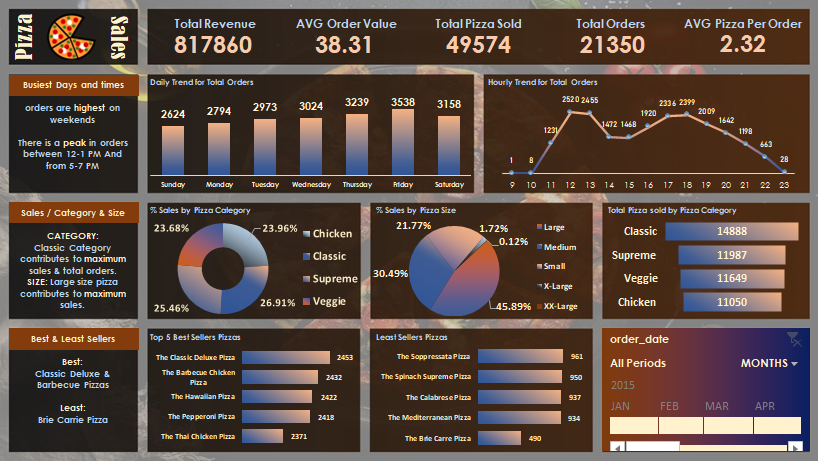 Pizza
Sales
Total Revenue
817860
AVG Order Value
38.31
Total Pizza Sold
49574
Total Orders
21350
AVG Pizza Per Order
2.32
Busiest Days and times
orders are highest on
weekends
There is a peak in orders
between 12-1 PM And
from 5-7 PM
Daily Trend for Total Orders
2624 2794 2973 3024 3239 3538 3158
Sunday Monday Tuesday Wednesday Thursday Friday Saturday
Hourly Trend for Total Orders
1 8 1231 2520 2455 1472 1468 1920 2336 2399 2009 1642 1198 663 28
9 10 11 12 13 14 15 16 17 18 19 20 21 22 23
Sales / Category & Size
CATEGORY:
Classic Category
contributes to maximum
sales & total orders.
SIZE: Large size pizza
contributes to maximum
sales.
% Sales by Pizza Category
23.68%
23.96%
25.46%
26.91%
Chicken
Classic
Supreme
Veggie
% Sales by Pizza Size
21.77%
1.72%
0.12%
30.49%
45.89%
Large
Medium
Small
X-Large
XX-Large
Total Pizza sold by Pizza Category
Classic 14888
Supreme 11987
Veggie 11649
Chicken 11050
Best & Least Sellers
Best:
Classic Deluxe &
Barbecue Pizzas
Least:
Brie Carrie Pizza
Top 5 Best Sellers Pizzas
The Classic Deluxe Pizza 2453
The Barbecue Chicken
Pizza 2432
The Hawaiian Pizza 2422
The Pepperoni Pizza 2418
The Thai Chicken Pizza 2371
Least Sellers Pizzas
The Soppressata Pizza 961
The Spinach Supreme Pizza 950
The Calabrese Pizza 937
The Mediterranean Pizza 934
The Brie Carre Pizza 490
order_date
All Periods MONTHS
2015
JAN FEB MAR APR